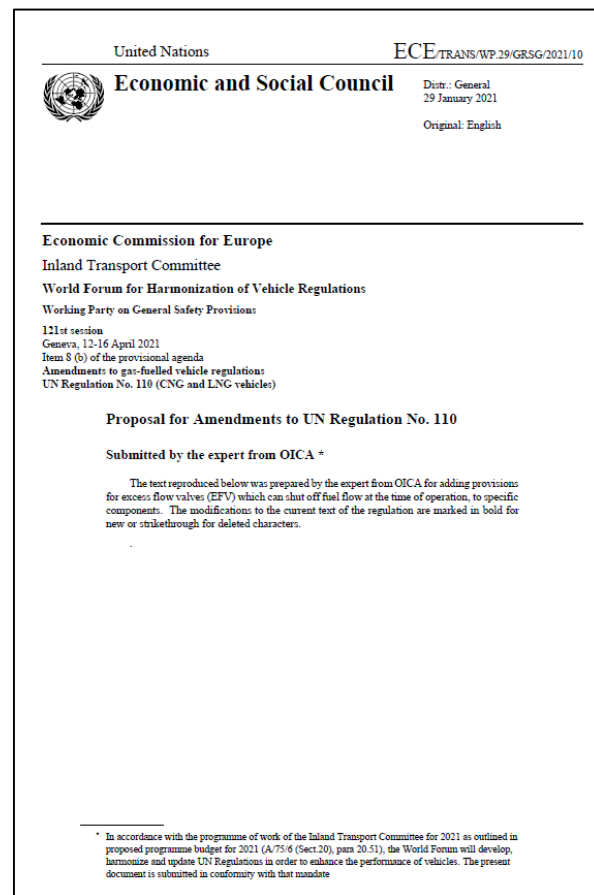 United Nations
ECE/TRANS/WP.29/GRSG/2021/10
Economic and Social Council
Distr.: General
29 January 2021
Original: English
Economic Commission for Europe
Inland Transport Committee
World Forum for Harmonization of Vehicle Regulations
Working Party on General Safety Provisions
121st session
Geneva, 12-16 April 2021
Item 8 (b) of the provisional agenda
Amendments to gas-fuelled vehicle regulations
UN Regulation No. 110 (CNG and LNG vehicles)
Proposal for Amendments to UN Regulation No. 110
Submitted by the expert from OICA *
The text reproduced below was prepared by the expert from OICA for adding provisions
for excess flow valves (EFV) which can shut off fuel flow at the time of operation, to specific
components. The modifications to the current text of the regulation are marked in bold for
new or strikethrough for deleted characters.
.
* In accordance with the programme of work of the Inland Transport Committee for 2021 as outlined in
proposed programme budget for 2021 (A/75/6 (Sect.20), para 20.51), the World Forum will develop,
harmonize and update UN Regulations in order to enhance the performance of vehicles. The present
document is submitted in conformity with that mandate